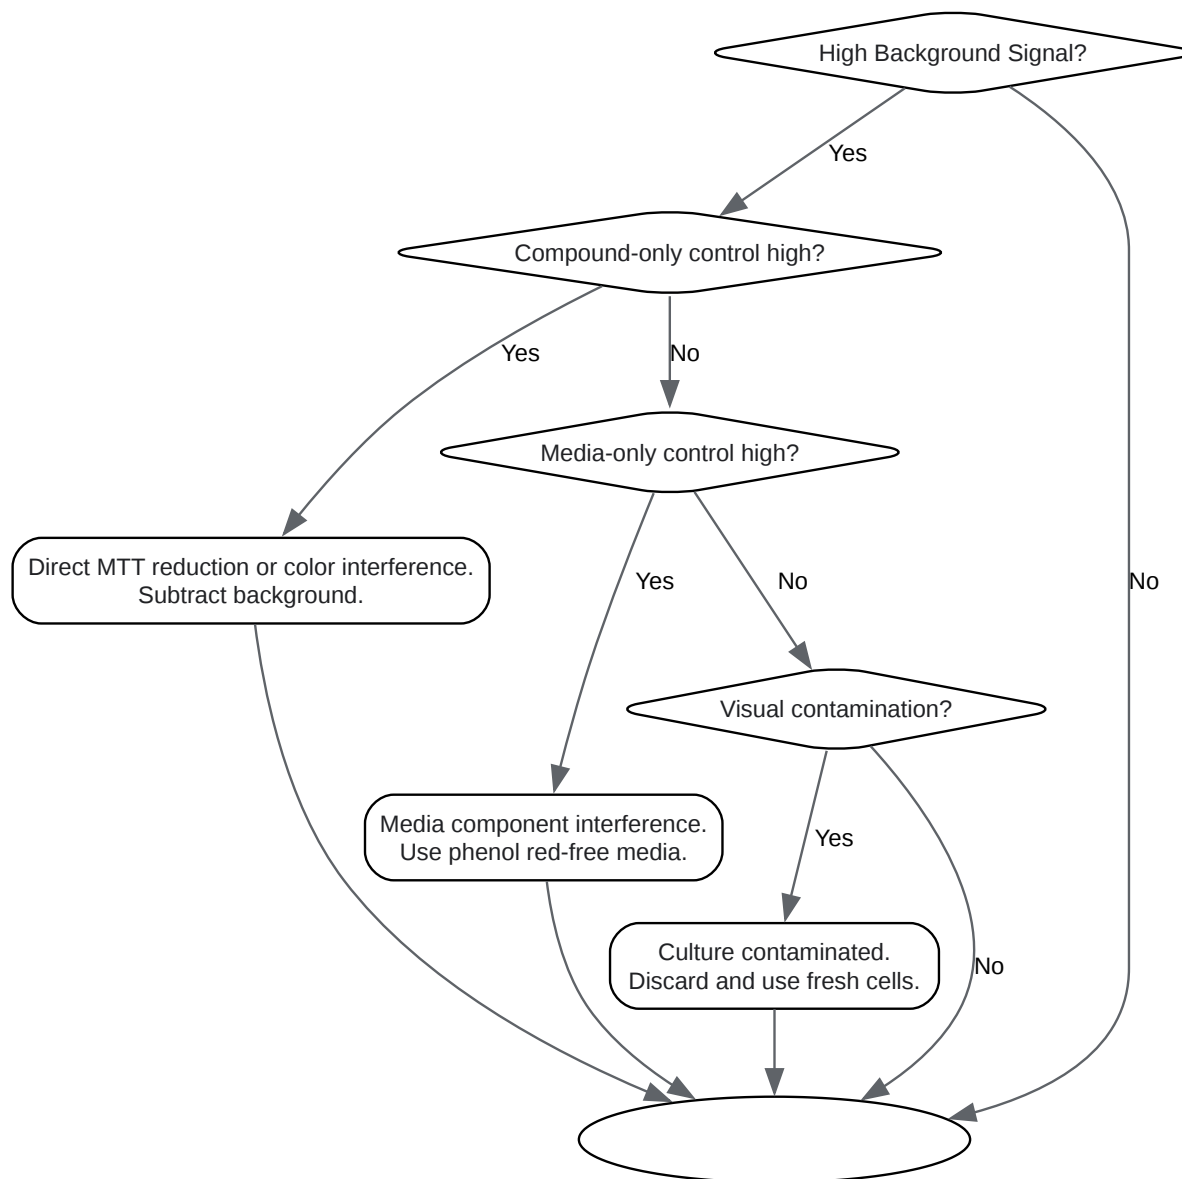 High Background Signal?
Yes
Compound-only control high?
Yes
No
Media-only control high?
Direct MTT reduction or color interference.
Subtract background.
Yes
No
No
Visual contamination?
Media component interference.
Use phenol red-free media.
Yes
Culture contaminated.
Discard and use fresh cells.
No